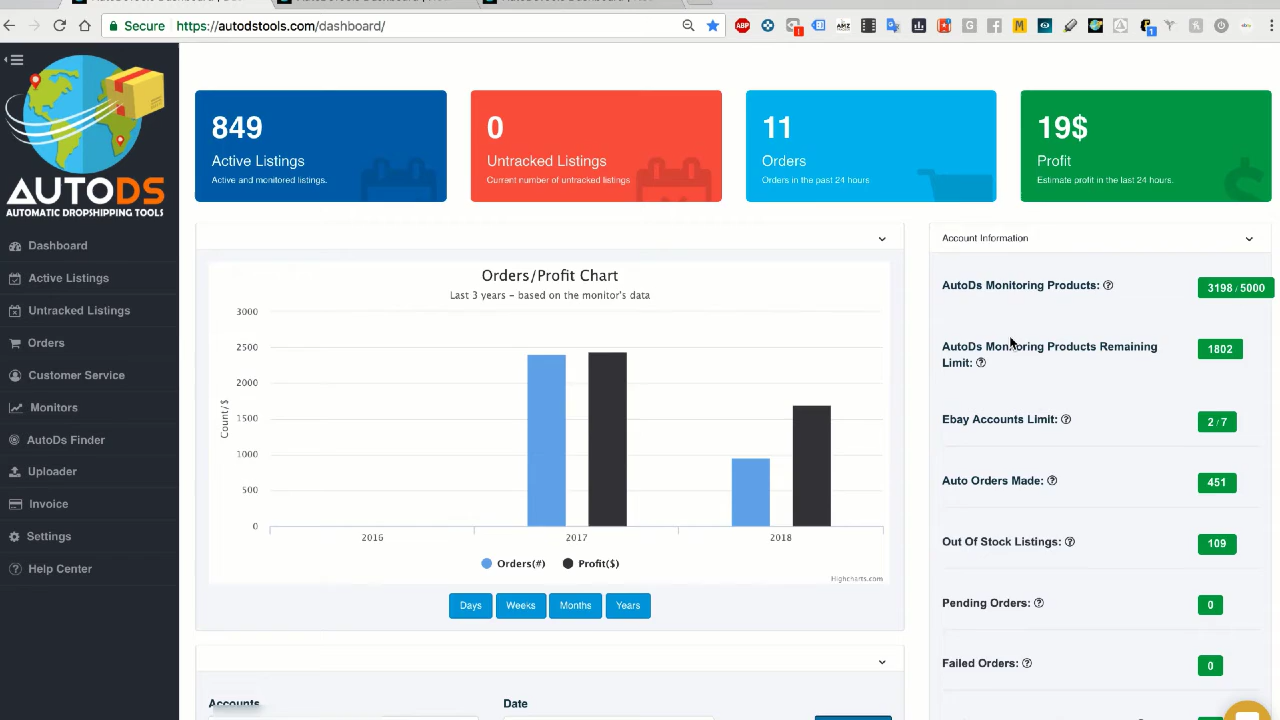 Secure
https://autodstools.com/dashboard/
ABP
AMZ
G
M
1
AUTODS
AUTOMATIC DROPSHIPPING TOOLS
Dashboard
Active Listings
Untracked Listings
Orders
Customer Service
Monitors
AutoDs Finder
Uploader
Invoice
Settings
Help Center
849
Active Listings
Active and monitored listings.
0
Untracked Listings
Current number of untracked listings
11
Orders
Orders in the past 24 hours
19$
Profit
Estimate profit in the last 24 hours.
Orders/Profit Chart
Last 3 years – based on the monitor's data
Count/$
3000
2500
2000
1500
1000
500
0
2016
2017
2018
Orders(#)
Profit($)
Highcharts.com
Days
Weeks
Months
Years
Accounts
Date
Account Information
AutoDs Monitoring Products:
3198 / 5000
AutoDs Monitoring Products Remaining
Limit:
1802
Ebay Accounts Limit:
2 / 7
Auto Orders Made:
451
Out Of Stock Listings:
109
Pending Orders:
0
Failed Orders:
0